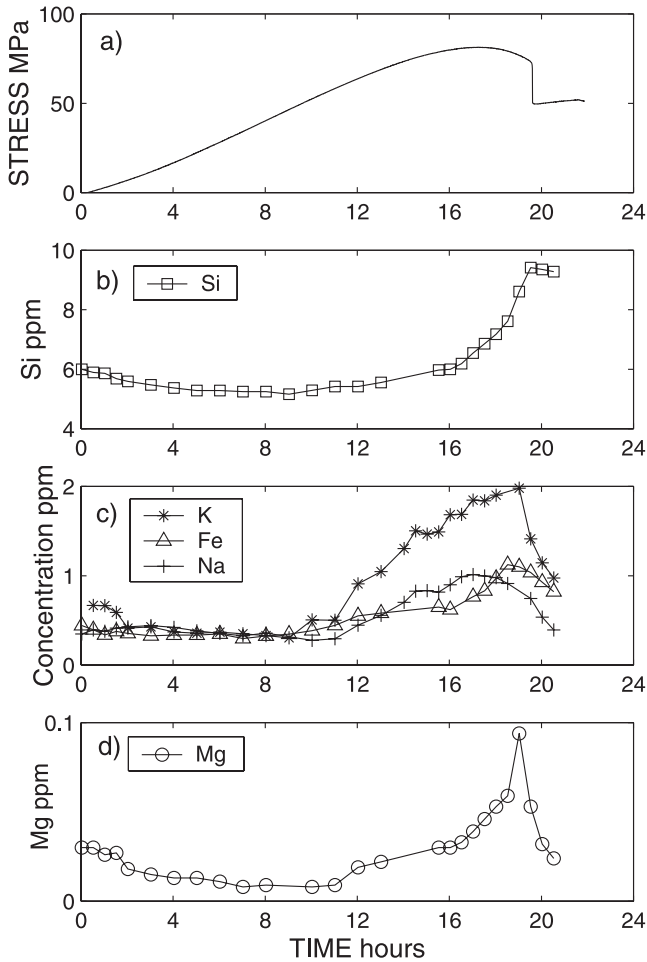 100
a)
STRESS MPa
50
0
0 4 8 12 16 20 24
10
b)
Si
8
Si ppm
6
4
0 4 8 12 16 20 24
2
c)
K
Fe
Na
Concentration ppm
1
0
0 4 8 12 16 20 24
0.1
d)
Mg
Mg ppm
0
0 4 8 12 16 20 24
TIME hours